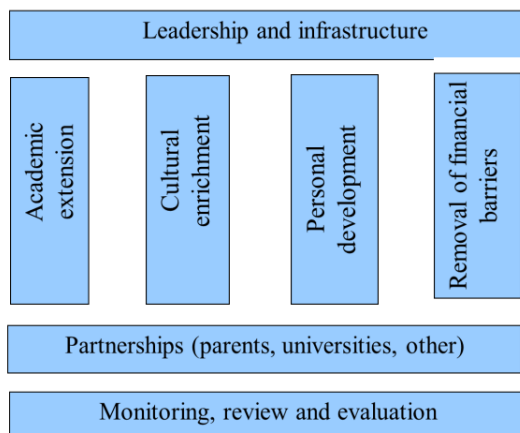 Leadership and infrastructure
Academic
extension
Cultural
enrichment
Personal
development
Removal of financial
barriers
Partnerships (parents, universities, other)
Monitoring, review and evaluation